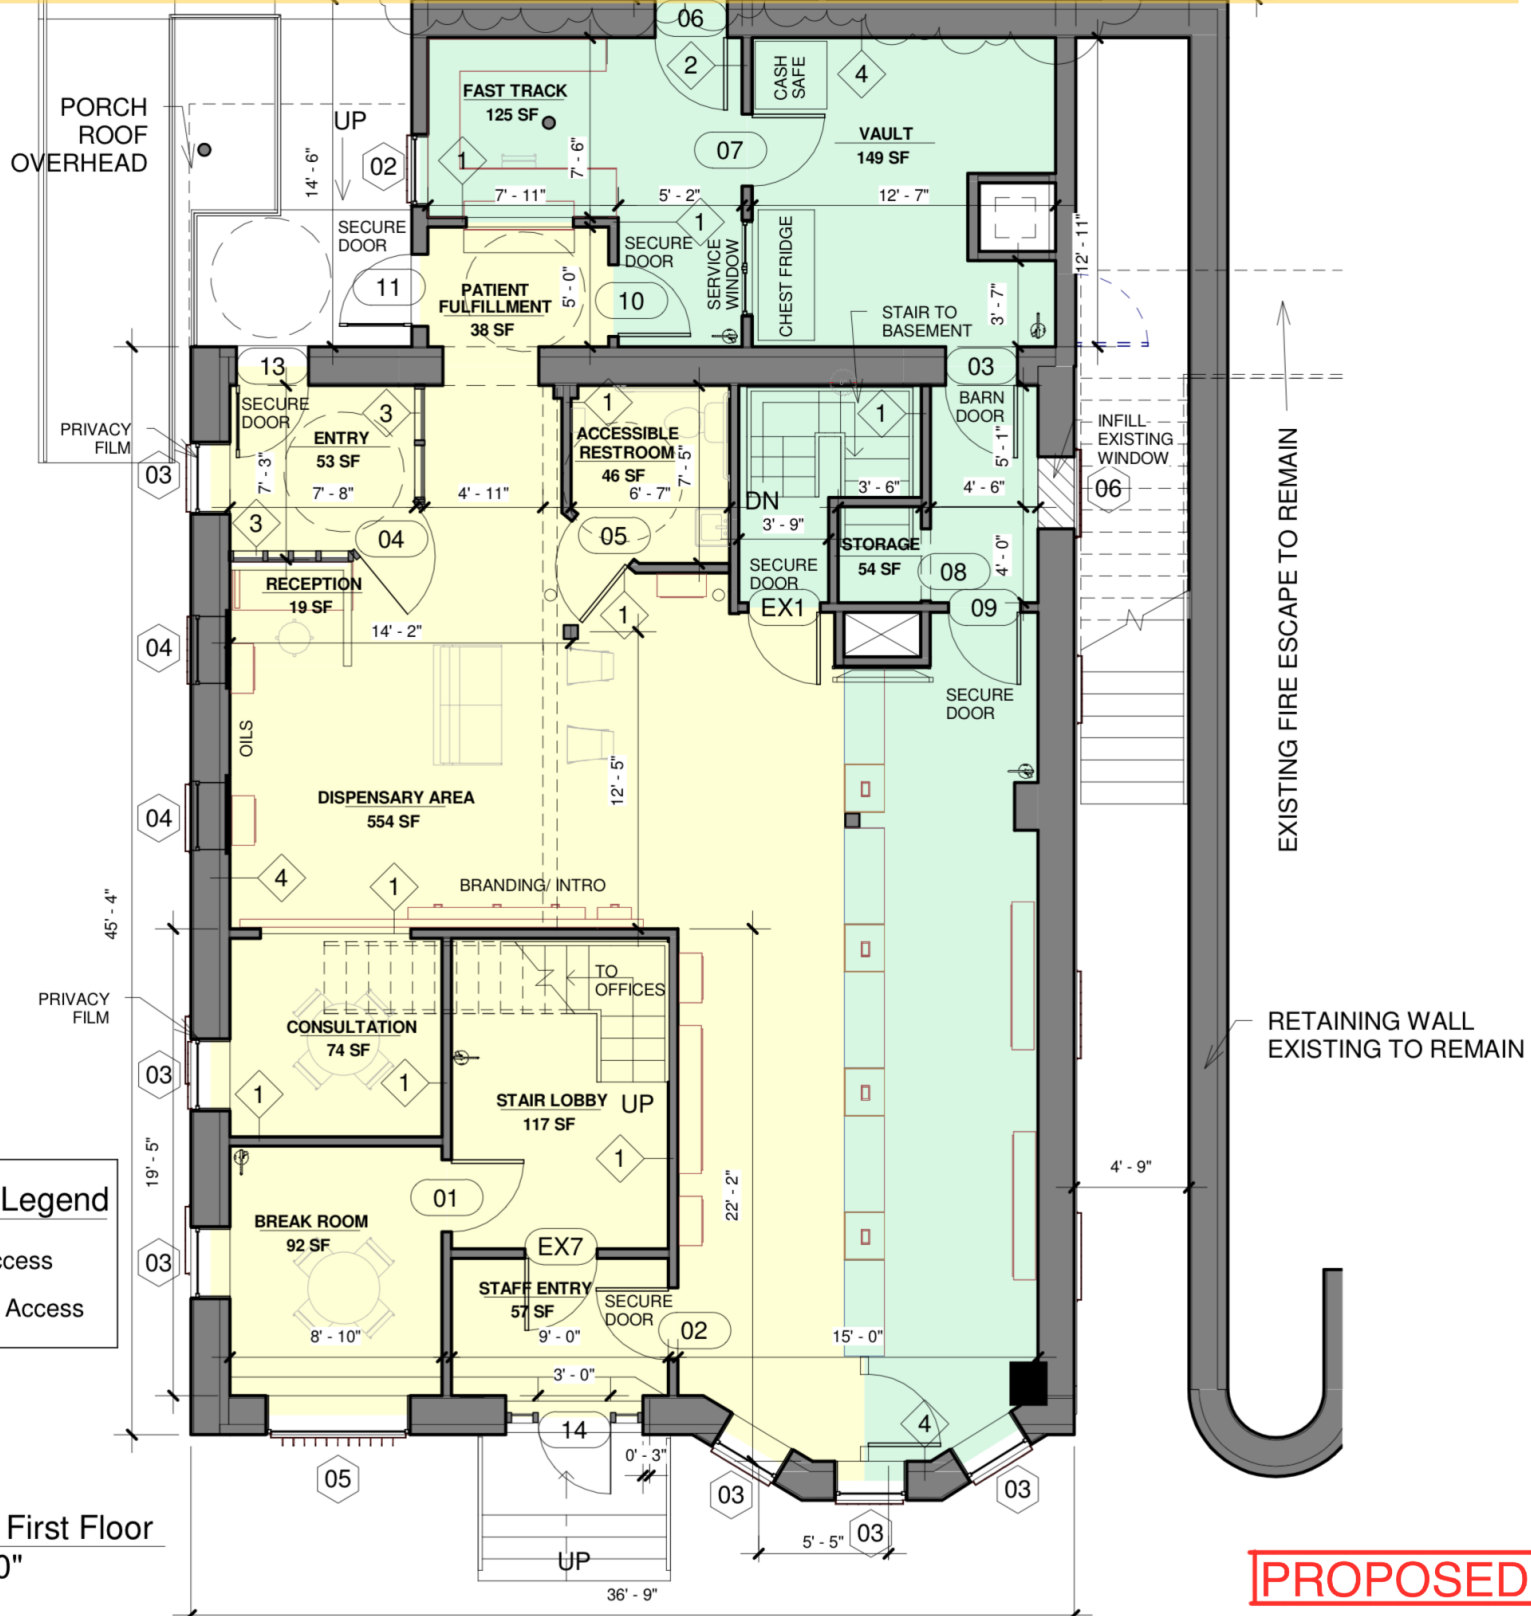 06
2
CASH
SAFE
4
FAST TRACK
125 SF
PORCH
ROOF
OVERHEAD
UP
VAULT
149 SF
07
1
02
14' - 6"
7' - 6"
7' - 11"
5' - 2"
12' - 7"
SECURE
DOOR
1
SECURE
DOOR
SERVICE
WINDOW
CHEST FRIDGE
12' - 11"
11
PATIENT
FULFILLMENT
38 SF
5' - 0"
10
STAIR TO
BASEMENT
3' - 7"
13
03
SECURE
DOOR
3
1
1
BARN
DOOR
PRIVACY
FILM
ENTRY
53 SF
ACCESSIBLE
RESTROOM
46 SF
INFILL
EXISTING
WINDOW
03
7' - 3"
7' - 8"
4' - 11"
7' - 5"
6' - 7"
3' - 6"
5' - 1"
4' - 6"
06
DN
3
04
05
3' - 9"
STORAGE
54 SF
08
4' - 0"
SECURE
DOOR
RECEPTION
19 SF
EX1
09
1
04
14' - 2"
SECURE
DOOR
OILS
EXISTING FIRE ESCAPE TO REMAIN
12' - 5"
DISPENSARY AREA
554 SF
04
4
1
BRANDING/ INTRO
45' - 4"
TO
OFFICES
PRIVACY
FILM
CONSULTATION
74 SF
RETAINING WALL
EXISTING TO REMAIN
03
1
1
STAIR LOBBY
117 SF
UP
1
19' - 5"
4' - 9"
Legend
01
22' - 2"
BREAK ROOM
92 SF
EX7
03
ccess
Access
STAFF ENTRY
57 SF
SECURE
DOOR
02
8' - 10"
9' - 0"
15' - 0"
3' - 0"
14
4
0' - 3"
05
03
03
03
First Floor
0"
5' - 5"
UP
36' - 9"
PROPOSED